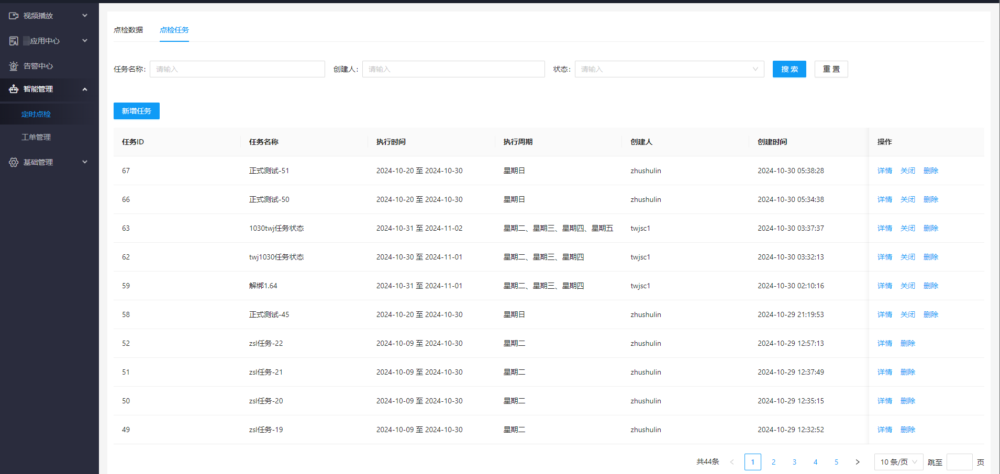 视频播放
应用中心
告警中心
智能管理
定时点检
工单管理
基础管理
点检数据 点检任务
任务名称: 请输入 创建人: 请输入 状态: 请输入 搜 索 重 置
新增任务
任务ID 任务名称 执行时间 执行周期 创建人 创建时间 操作
67 正式测试-51 2024-10-20 至 2024-10-30 星期日 zhushulin 2024-10-30 05:38:28 详情 关闭 删除
66 正式测试-50 2024-10-20 至 2024-10-30 星期日 zhushulin 2024-10-30 05:34:38 详情 关闭 删除
63 1030twj任务状态 2024-10-31 至 2024-11-02 星期二、星期三、星期四、星期五 twjsc1 2024-10-30 03:37:37 详情 关闭 删除
62 twj1030任务状态 2024-10-30 至 2024-11-01 星期二、星期三、星期四 twjsc1 2024-10-30 03:32:13 详情 关闭 删除
59 解绑1.64 2024-10-31 至 2024-11-01 星期二、星期三、星期四 twjsc1 2024-10-30 02:10:16 详情 关闭 删除
58 正式测试-45 2024-10-20 至 2024-10-30 星期日 zhushulin 2024-10-29 21:19:53 详情 关闭 删除
52 zsl任务-22 2024-10-09 至 2024-10-30 星期二 zhushulin 2024-10-29 12:57:13 详情 删除
51 zsl任务-21 2024-10-09 至 2024-10-30 星期二 zhushulin 2024-10-29 12:37:49 详情 删除
50 zsl任务-20 2024-10-09 至 2024-10-30 星期二 zhushulin 2024-10-29 12:35:15 详情 删除
49 zsl任务-19 2024-10-09 至 2024-10-30 星期二 zhushulin 2024-10-29 12:32:52 详情 删除
共44条 < 1 2 3 4 5 > 10 条/页 跳至 页